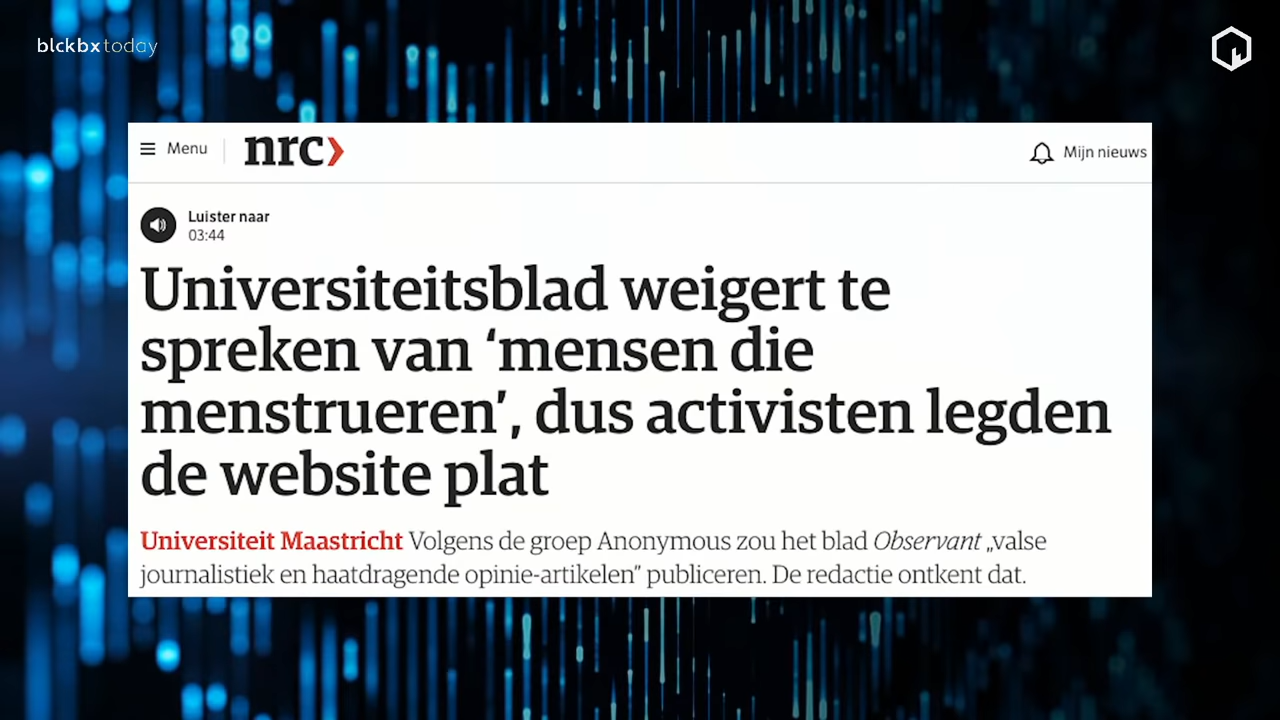 blckbxtoday
Menu
nrc
Mijn nieuws
Luister naar
03:44
Universiteitsblad weigert te
spreken van ‘mensen die
menstrueren’, dus activisten legden
de website plat
Universiteit Maastricht Volgens de groep Anonymous zou het blad Observant „valse
journalistiek en haatdragende opinie-artikelen” publiceren. De redactie ontkent dat.